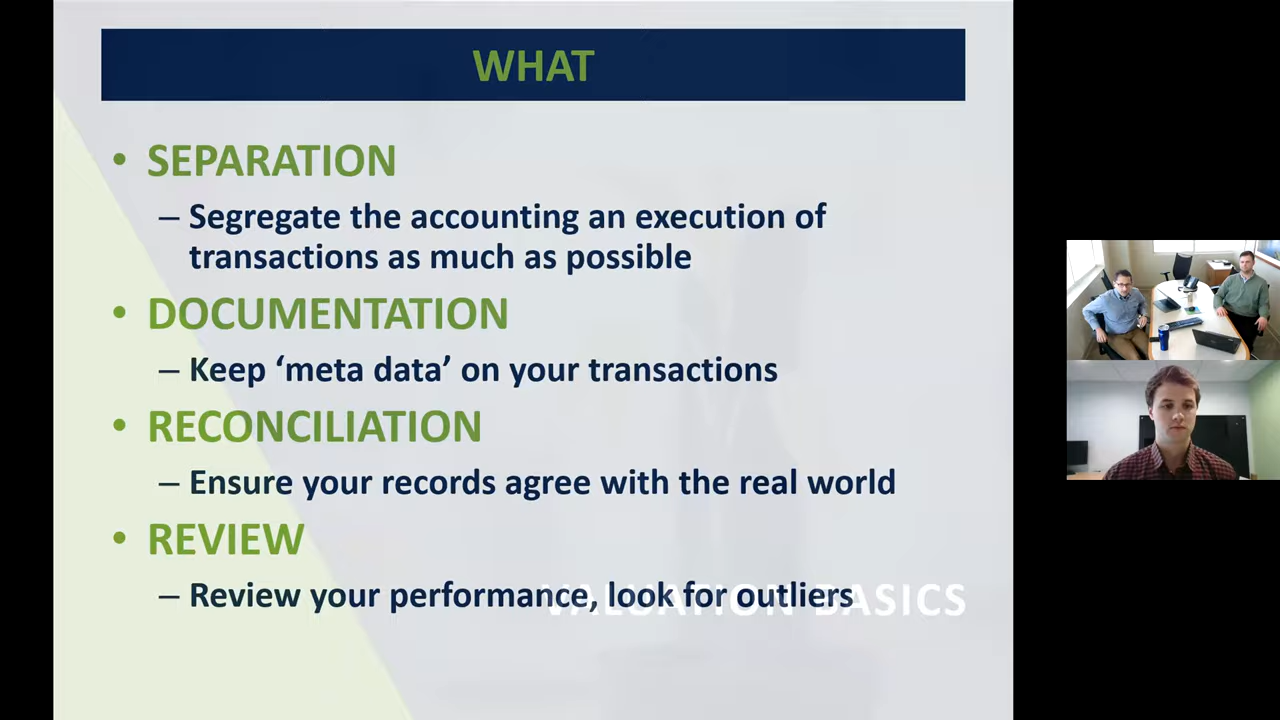 WHAT
• SEPARATION
– Segregate the accounting an execution of
transactions as much as possible
• DOCUMENTATION
– Keep ‘meta data’ on your transactions
• RECONCILIATION
– Ensure your records agree with the real world
• REVIEW
– Review your performance, look for outliers
VALUATION BASICS